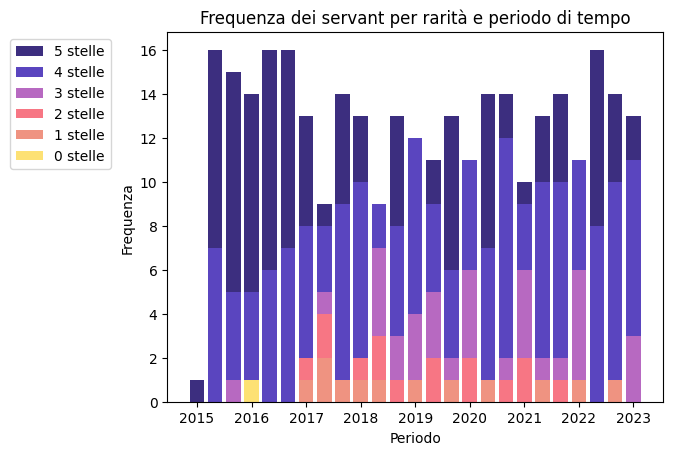 Frequenza dei servant per rarità e periodo di tempo
5 stelle
4 stelle
3 stelle
2 stelle
1 stelle
0 stelle
Frequenza
16
14
12
10
8
6
4
2
0
2015 2016 2017 2018 2019 2020 2021 2022 2023
Periodo